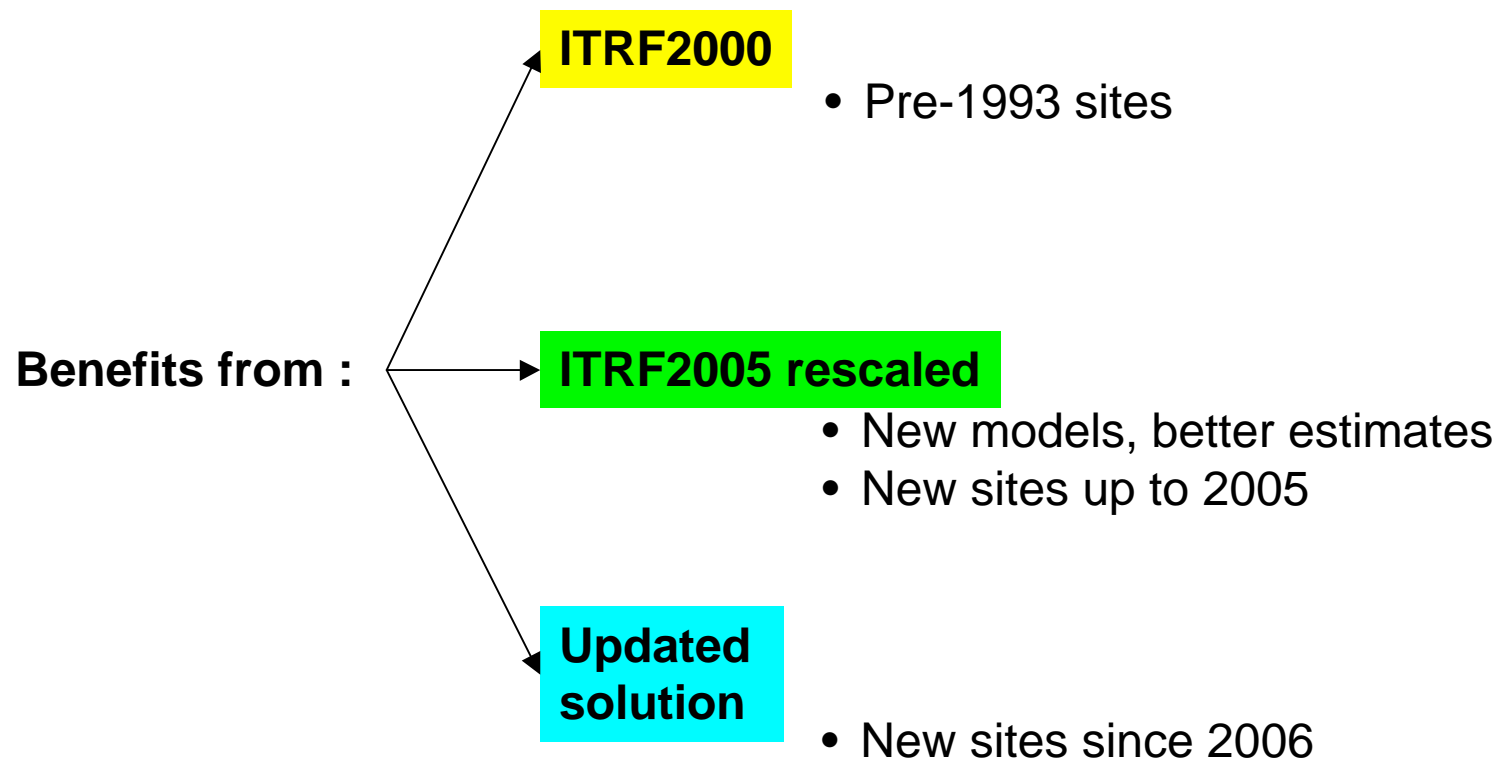 ITRF2000
• Pre-1993 sites
Benefits from :
ITRF2005 rescaled
• New models, better estimates
• New sites up to 2005
Updated
solution
• New sites since 2006